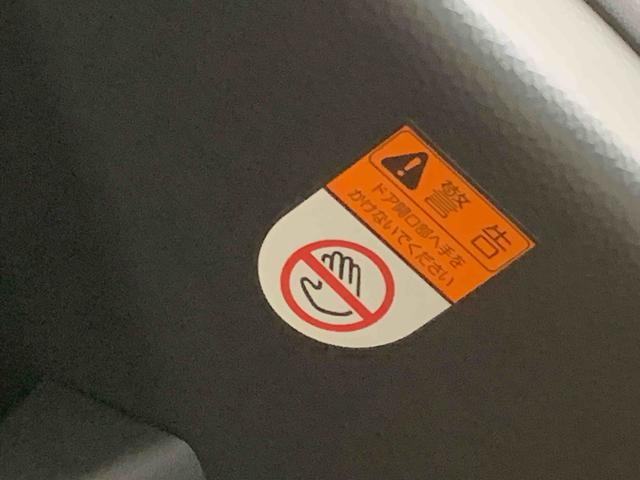 警告
ドア開口部へ手を
かけないでください